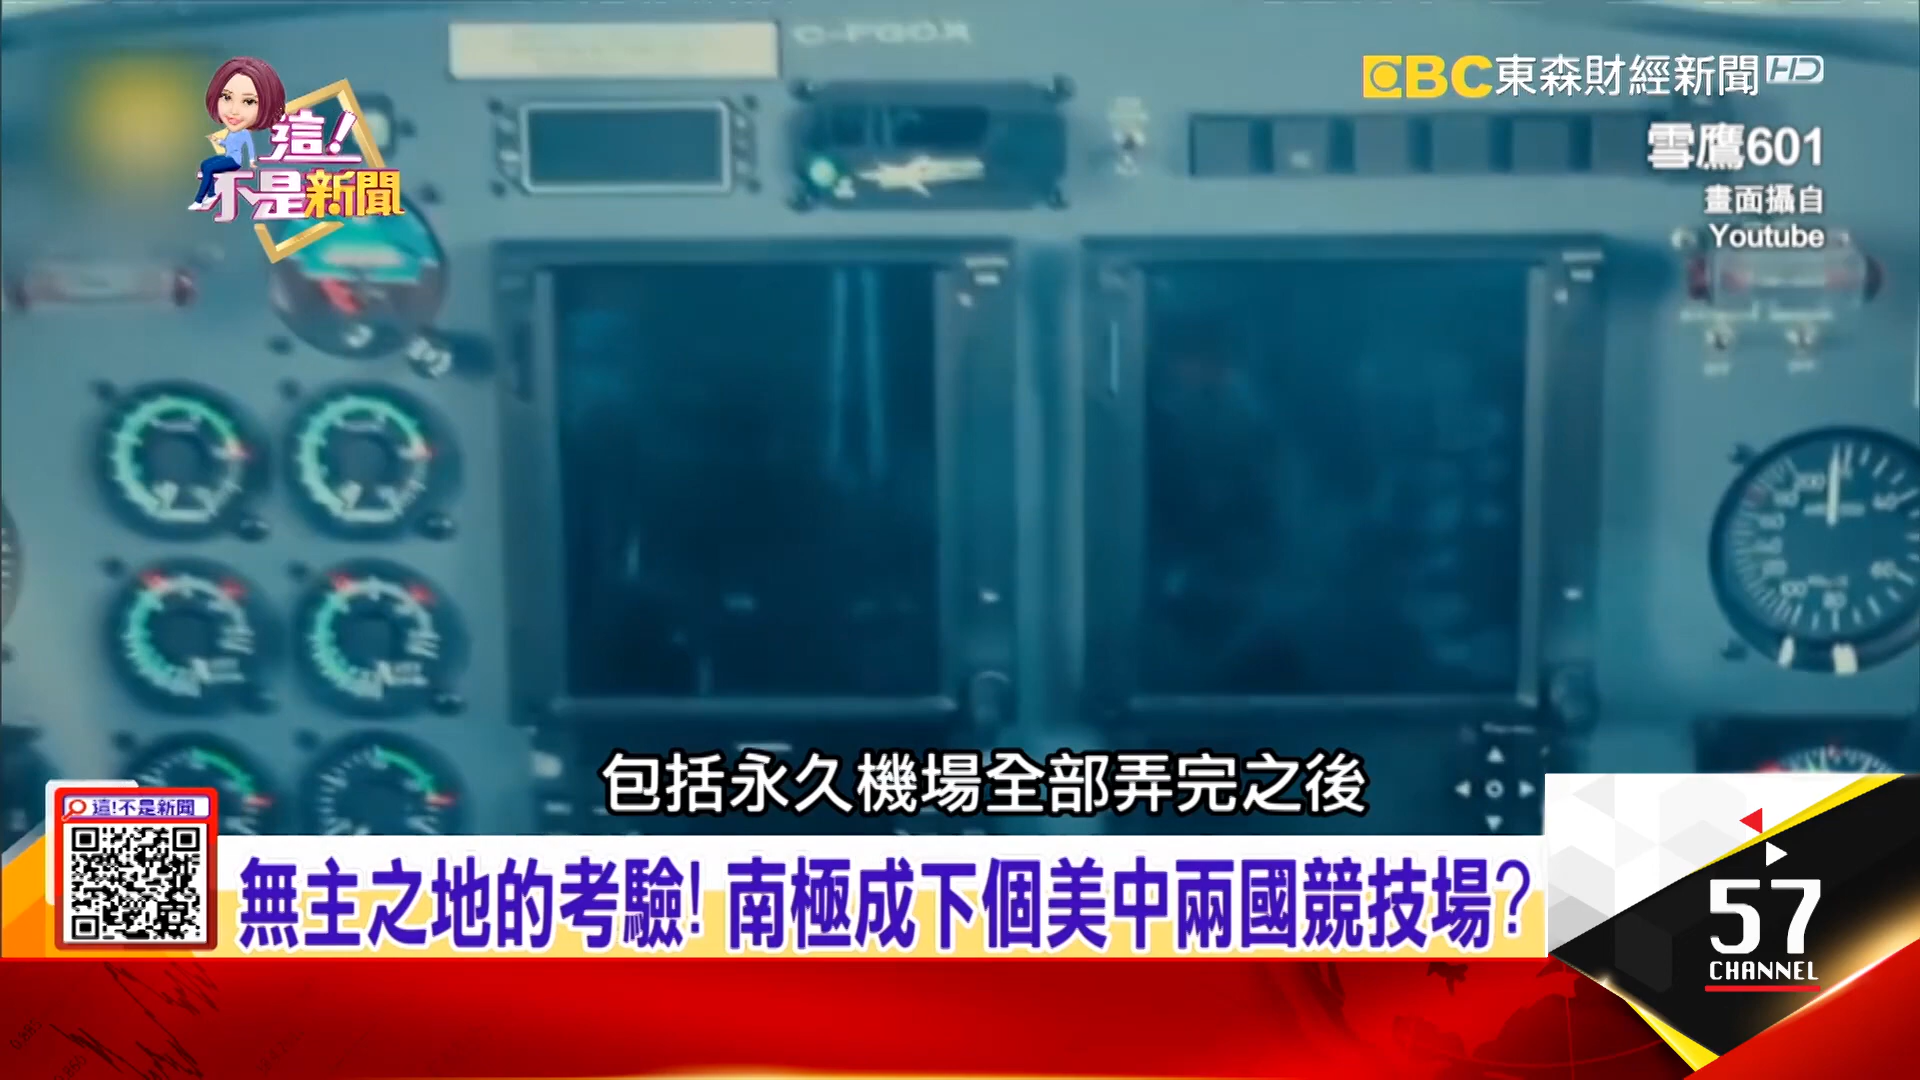 C-FGCX
EBC東森財經新聞HD
這!
不是新聞
雪鷹601
畫面攝自
Youtube
包括永久機場全部弄完之後
這!不是新聞
無主之地的考驗!南極成下個美中兩國競技場?
57
CHANNEL